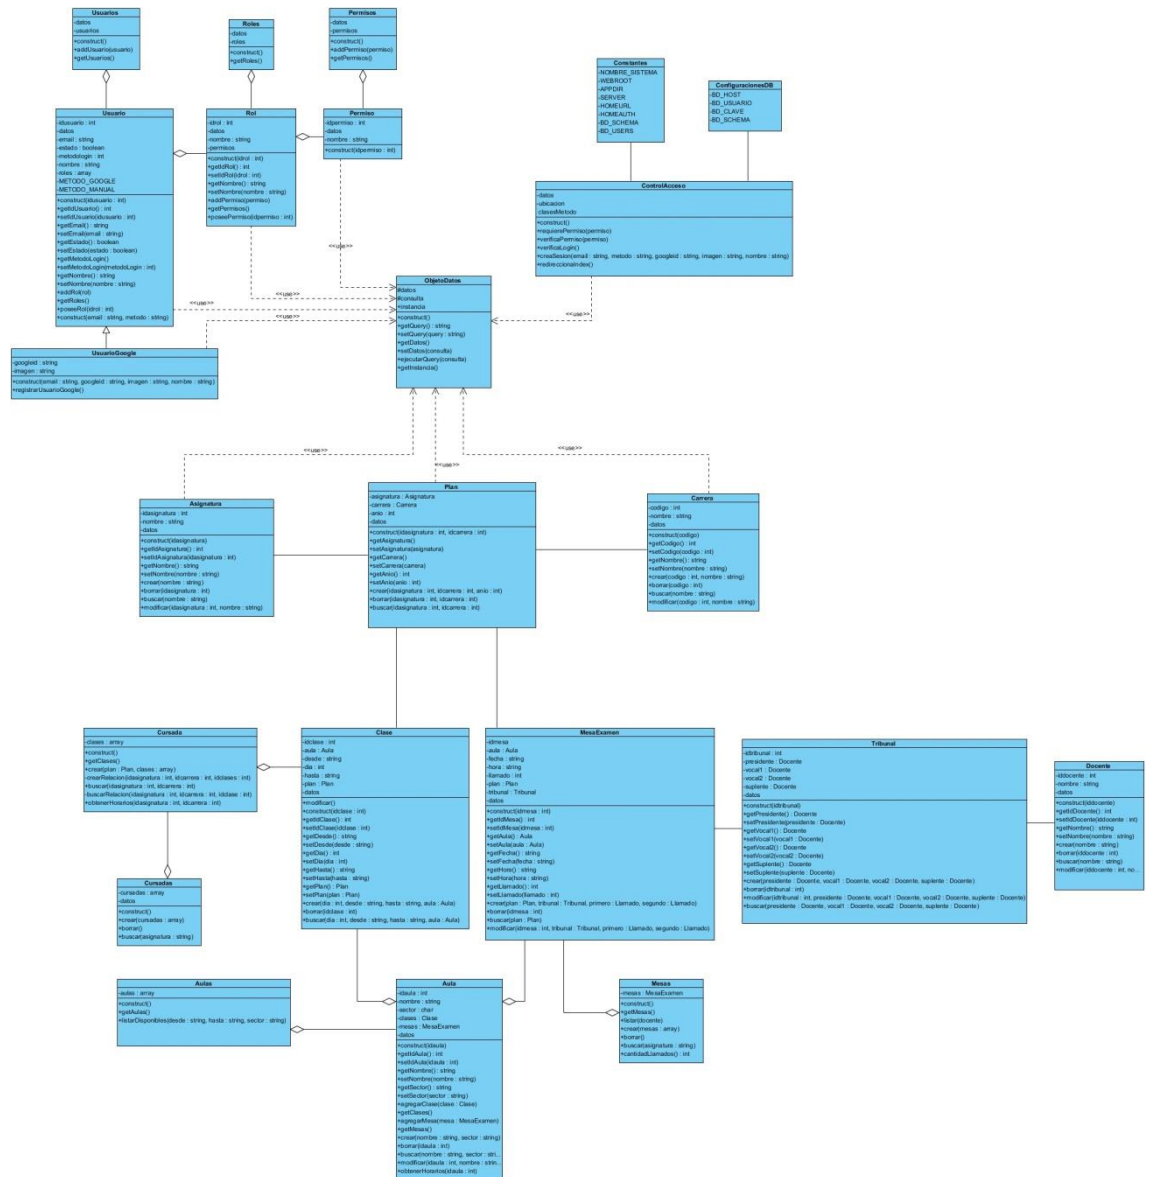 Usuarios
-datos
-usuarios
+construct()
+addUsuario(usuario)
+getUsuarios()
Roles
-datos
-roles
+construct()
+getRoles()
Permisos
-datos
-permisos
+construct()
+addPermiso(permiso)
+getPermisos()
Constantes
-NOMBRE_SISTEMA
-WEBROOT
-APPDIR
-SERVER
-HOMEURL
-HOMEAUTH
-BD_SCHEMA
-BD_USERS
ConfiguracionesDB
-BD_HOST
-BD_USUARIO
-BD_CLAVE
-BD_SCHEMA
Usuario
-idusuario : int
-datos
-email : string
-estado : boolean
-metodologin : int
-nombre : string
-roles : array
-METODO_GOOGLE
-METODO_MANUAL
+construct(idusuario : int)
+getIdUsuario() : int
+setIdUsuario(idusuario : int)
+getEmail() : string
+setEmail(email : string)
+getEstado() : boolean
+setEstado(estado : boolean)
+getMetodoLogin()
+setMetodoLogin(metodoLogin : int)
+getNombre() : string
+setNombre(nombre : string)
+addRol(rol)
+getRoles()
+poseeRol(idrol : int)
+construct(email : string, metodo : string)
Rol
-idrol : int
-datos
-nombre : string
-permisos
+construct(idrol : int)
+getIdRol() : int
+setIdRol(idrol : int)
+getNombre() : string
+setNombre(nombre : string)
+addPermiso(permiso)
+getPermisos()
+poseePermiso(idpermiso : int)
Permiso
-idpermiso : int
-datos
-nombre : string
+construct(idpermiso : int)
ControlAcceso
-datos
-ubicacion
-clasesMetodo
+construct()
+requierePermiso(permiso)
+verificaPermiso(permiso)
+verificaLogin()
+creaSesion(email : string, metodo : string, googleid : string, imagen : string, nombre : string)
+redireccionaIndex()
<<use>>
<<use>>
<<use>>
<<use>>
<<use>>
ObjetoDatos
#datos
#consulta
+instancia
+construct()
+getQuery() : string
+setQuery(query : string)
+getDatos()
+setDatos(consulta)
+ejecutarQuery(consulta)
+getInstancia()
UsuarioGoogle
-googleid : string
-imagen : string
+construct(email : string, googleid : string, imagen : string, nombre : string)
+registrarUsuarioGoogle()
<<use>>
<<use>>
<<use>>
Asignatura
-idasignatura : int
-nombre : string
-datos
+construct(idasignatura)
+getIdAsignatura() : int
+setIdAsignatura(idasignatura : int)
+getNombre() : string
+setNombre(nombre : string)
+crear(nombre : string)
+borrar(idasignatura : int)
+buscar(nombre : string)
+modificar(idasignatura : int, nombre : string)
Plan
-asignatura : Asignatura
-carrera : Carrera
-anio : int
-datos
+construct(idasignatura : int, idcarrera : int)
+getAsignatura()
+setAsignatura(asignatura)
+getCarrera()
+setCarrera(carrera)
+getAnio() : int
+setAnio(anio : int)
+crear(idasignatura : int, idcarrera : int, anio : int)
+borrar(idasignatura : int, idcarrera : int)
+buscar(idasignatura : int, idcarrera : int)
Carrera
-codigo : int
-nombre : string
-datos
+construct(codigo)
+getCodigo() : int
+setCodigo(codigo : int)
+getNombre() : string
+setNombre(nombre : string)
+crear(codigo : int, nombre : string)
+borrar(codigo : int)
+buscar(nombre : string)
+modificar(codigo : int, nombre : string)
Cursada
-clases : array
+construct()
+getClases()
+crear(plan : Plan, clases : array)
-crearRelacion(idasignatura : int, idcarrera : int, idclases : int)
+buscar(idasignatura : int, idcarrera : int)
-buscarRelacion(idasignatura : int, idcarrera : int, idclase : int)
+obtenerHorarios(idasignatura : int, idcarrera : int)
Clase
-idclase : int
-aula : Aula
-desde : string
-dia : int
-hasta : string
-plan : Plan
-datos
+modificar()
+construct(idclase : int)
+getIdClase() : int
+setIdClase(idclase : int)
+getDesde() : string
+setDesde(desde : string)
+getDia() : int
+setDia(dia : int)
+getHasta() : string
+setHasta(hasta : string)
+getPlan() : Plan
+setPlan(plan : Plan)
+crear(dia : int, desde : string, hasta : string, aula : Aula)
+borrar(idclase : int)
+buscar(dia : int, desde : string, hasta : string, aula : Aula)
MesaExamen
-idmesa
-aula : Aula
-fecha : string
-hora : string
-llamado : int
-plan : Plan
-tribunal : Tribunal
-datos
+construct(idmesa : int)
+getIdMesa() : int
+setIdMesa(idmesa : int)
+getAula() : Aula
+setAula(aula : Aula)
+getFecha() : string
+setFecha(fecha : string)
+getHora() : string
+setHora(hora : string)
+getLlamado() : int
+setLlamado(llamado : int)
+crear(plan : Plan, tribunal : Tribunal, primero : Llamado, segundo : Llamado)
+borrar(idmesa : int)
+buscar(plan : Plan)
+modificar(idmesa : int, tribunal : Tribunal, primero : Llamado, segundo : Llamado)
Tribunal
-idtribunal : int
-presidente : Docente
-vocal1 : Docente
-vocal2 : Docente
-suplente : Docente
-datos
+construct(idtribunal)
+getPresidente() : Docente
+setPresidente(presidente : Docente)
+getVocal1() : Docente
+setVocal1(vocal1 : Docente)
+getVocal2() : Docente
+setVocal2(vocal2 : Docente)
+getSuplente() : Docente
+setSuplente(suplente : Docente)
+crear(presidente : Docente, vocal1 : Docente, vocal2 : Docente, suplente : Docente)
+borrar(idtribunal : int)
+modificar(idtribunal : int, presidente : Docente, vocal1 : Docente, vocal2 : Docente, suplente : Docente)
+buscar(presidente : Docente, vocal1 : Docente, vocal2 : Docente, suplente : Docente)
Docente
-iddocente : int
-nombre : string
-datos
+construct(iddocente)
+getIdDocente() : int
+setIdDocente(iddocente : int)
+getNombre() : string
+setNombre(nombre : string)
+crear(nombre : string)
+borrar(iddocente : int)
+buscar(nombre : string)
+modificar(iddocente : int, no...
Cursadas
-cursadas : array
-datos
+construct()
+crear(cursadas : array)
+borrar()
+buscar(asignatura : string)
Aulas
-aulas : array
+construct()
+getAulas()
+listarDisponibles(desde : string, hasta : string, sector : string)
Aula
-idaula : int
-nombre : string
-sector : char
-clases : Clase
-mesas : MesaExamen
-datos
+construct(idaula)
+getIdAula() : int
+setIdAula(idaula : int)
+getNombre() : string
+setNombre(nombre : string)
+getSector() : string
+setSector(sector : string)
+agregarClase(clase : Clase)
+getClases()
+agregarMesa(mesa : MesaExamen)
+getMesas()
+crear(nombre : string, sector : string)
+borrar(idaula : int)
+buscar(nombre : string, sector : stri...
+modificar(idaula : int, nombre : strin...
+obtenerHorarios(idaula : int)
Mesas
-mesas : MesaExamen
+construct()
+getMesas()
+listar(docente)
+crear(mesas : array)
+borrar()
+buscar(asignatura : string)
+cantidadLlamados() : int